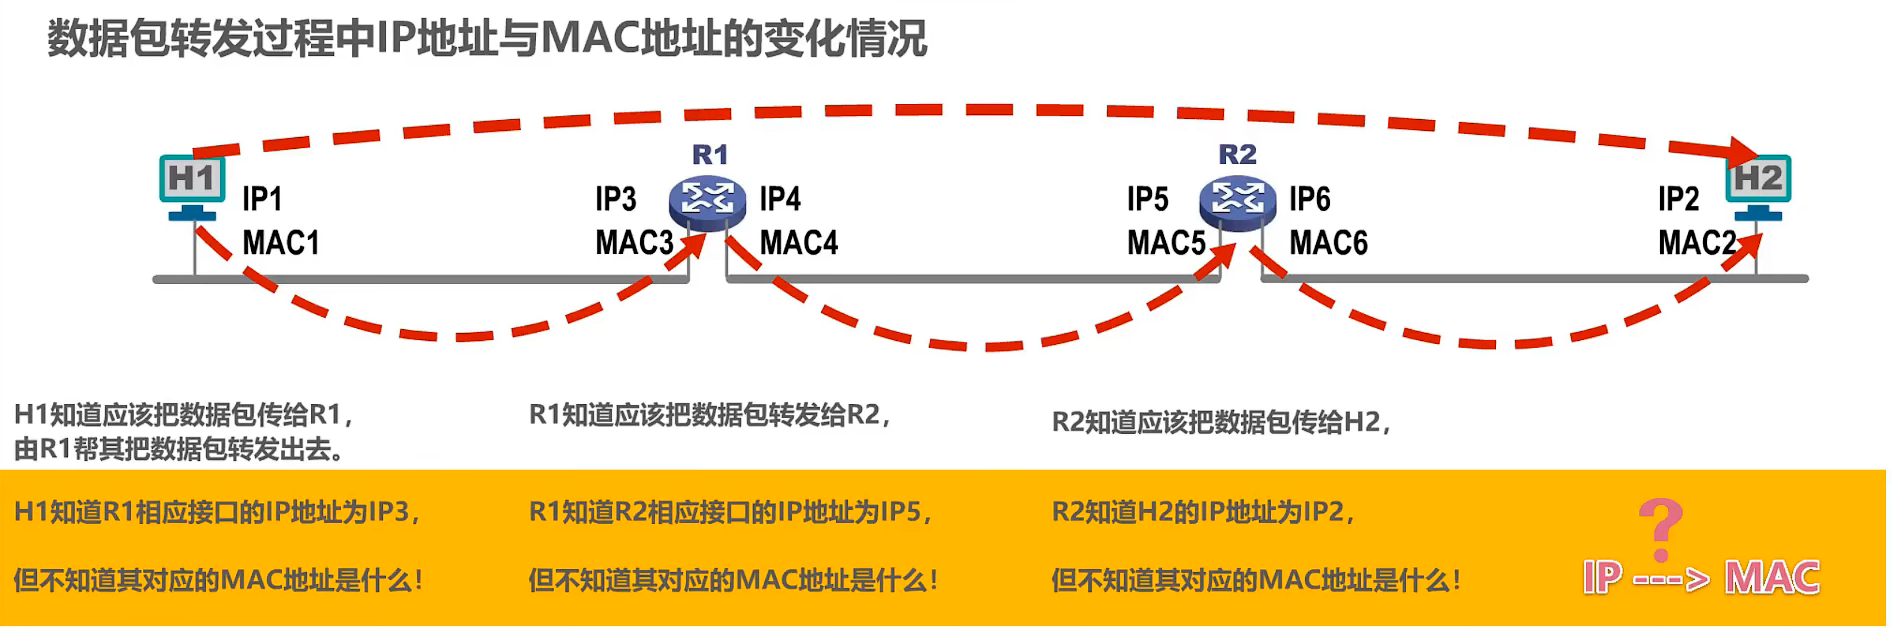 数据包转发过程中IP地址与MAC地址的变化情况
R1
R2
H1
H2
IP1
IP3
IP4
IP5
IP6
IP2
MAC1
MAC3
MAC4
MAC5
MAC6
MAC2
H1知道应该把数据包传给R1，
由R1帮其把数据包转发出去。
R1知道应该把数据包转发给R2，
R2知道应该把数据包传给H2，
H1知道R1相应接口的IP地址为IP3，
但不知道其对应的MAC地址是什么！
R1知道R2相应接口的IP地址为IP5，
但不知道其对应的MAC地址是什么！
R2知道H2的IP地址为IP2，
但不知道其对应的MAC地址是什么！
?
IP ---> MAC